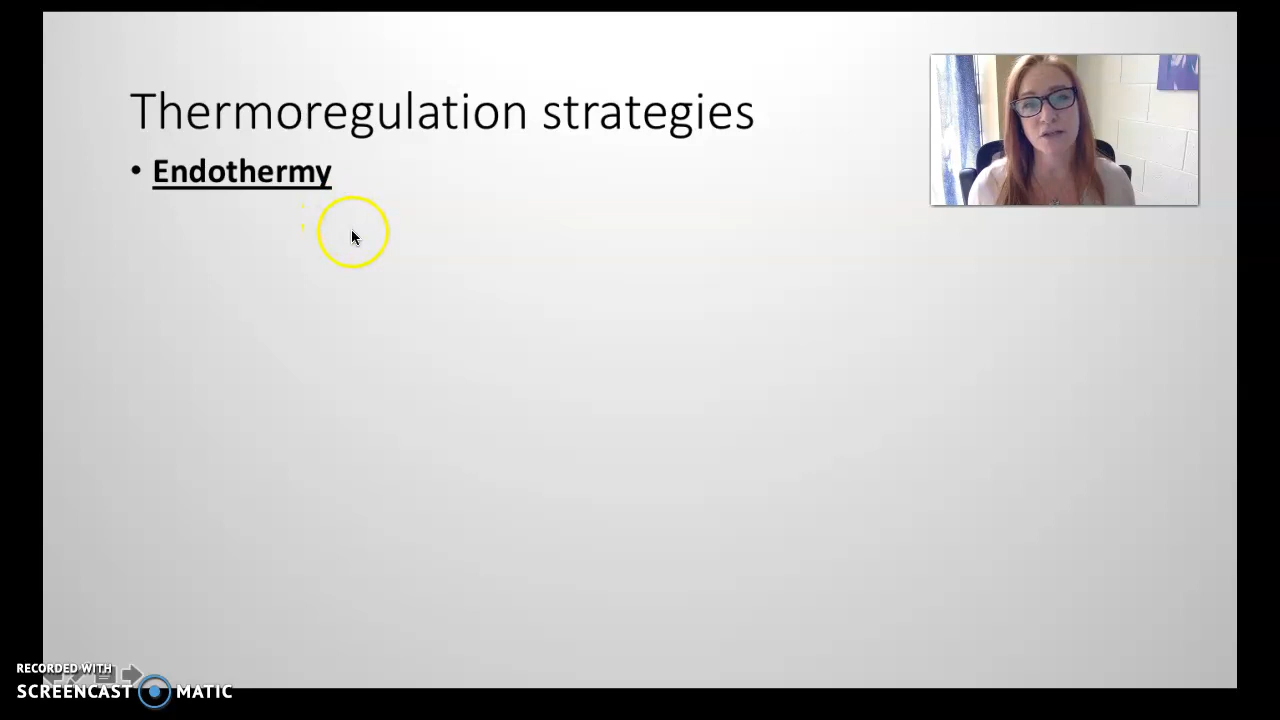 Thermoregulation strategies
• Endothermy
RECORDED WITH
SCREENCAST MATIC